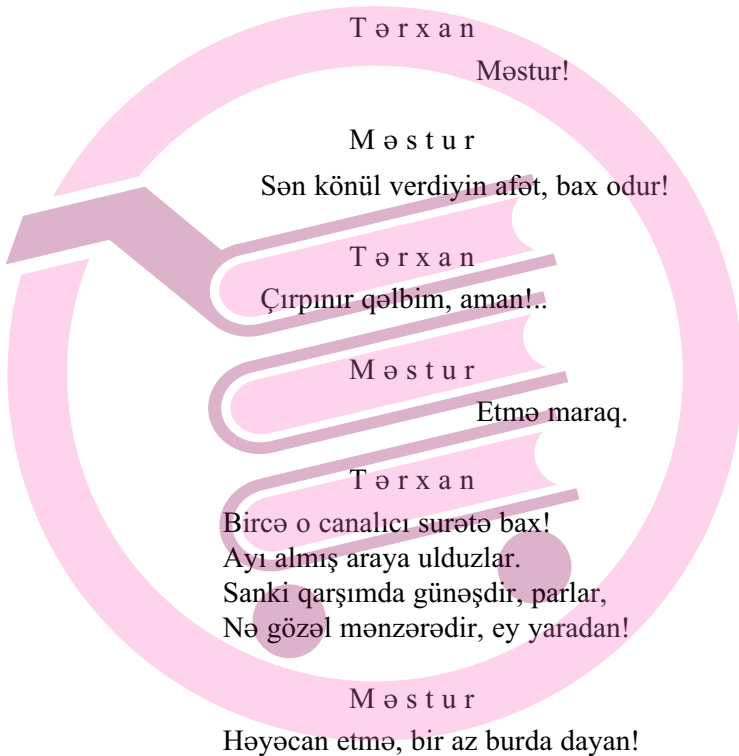 T ə r x a n
Məstur!
M ə s t u r
Sən könül verdiyin afət, bax odur!
T ə r x a n
Çırpınır qəlbim, aman!..
M ə s t u r
Etmə maraq.
T ə r x a n
Bircə o canalıcı surətə bax!
Ayı almış araya ulduzlar.
Sanki qarşımda günəşdir, parlar,
Nə gözəl mənzərədir, ey yaradan!
M ə s t u r
Həyəcan etmə, bir az burda dayan!